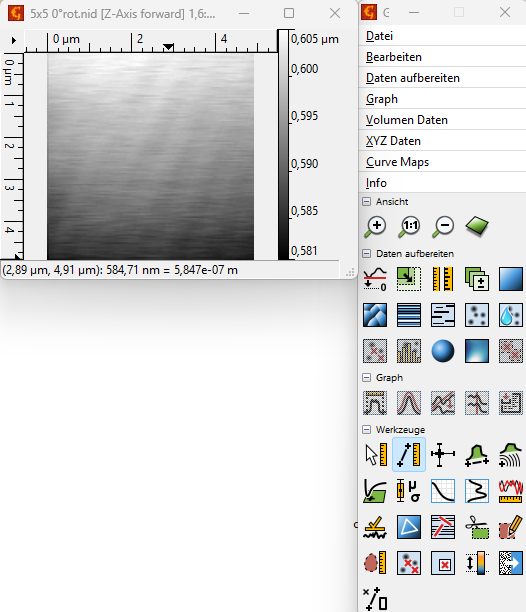 5x5 0°rot.nid [Z-Axis forward] 1,6:
0 µm
2
4
0 µm
1
2
3
4
0,605 µm
0,600
0,595
0,590
0,585
0,581
(2,89 µm, 4,91 µm): 584,71 nm = 5,847e-07 m
Datei
Bearbeiten
Daten aufbereiten
Graph
Volumen Daten
XYZ Daten
Curve Maps
Info
Ansicht
1:1
Daten aufbereiten
0
Graph
Werkzeuge
µ
σ